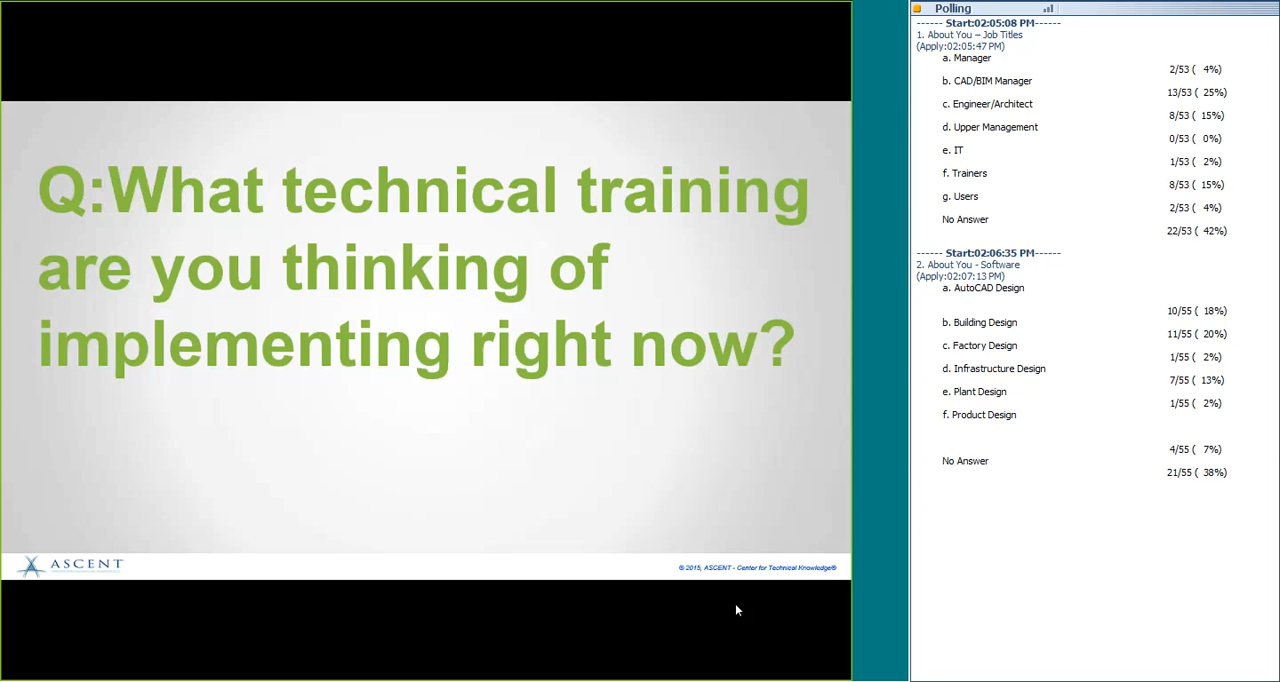 Q:What technical training
are you thinking of
implementing right now?
ASCENT
© 2015, ASCENT - Center for Technical Knowledge®
Polling
------ Start:02:05:08 PM------
1. About You – Job Titles
(Apply:02:05:47 PM)
a. Manager
2/53 ( 4%)
b. CAD/BIM Manager
13/53 ( 25%)
c. Engineer/Architect
8/53 ( 15%)
d. Upper Management
0/53 ( 0%)
e. IT
1/53 ( 2%)
f. Trainers
8/53 ( 15%)
g. Users
2/53 ( 4%)
No Answer
22/53 ( 42%)
------ Start:02:06:35 PM------
2. About You - Software
(Apply:02:07:13 PM)
a. AutoCAD Design
10/55 ( 18%)
b. Building Design
11/55 ( 20%)
c. Factory Design
1/55 ( 2%)
d. Infrastructure Design
7/55 ( 13%)
e. Plant Design
1/55 ( 2%)
f. Product Design
4/55 ( 7%)
No Answer
21/55 ( 38%)